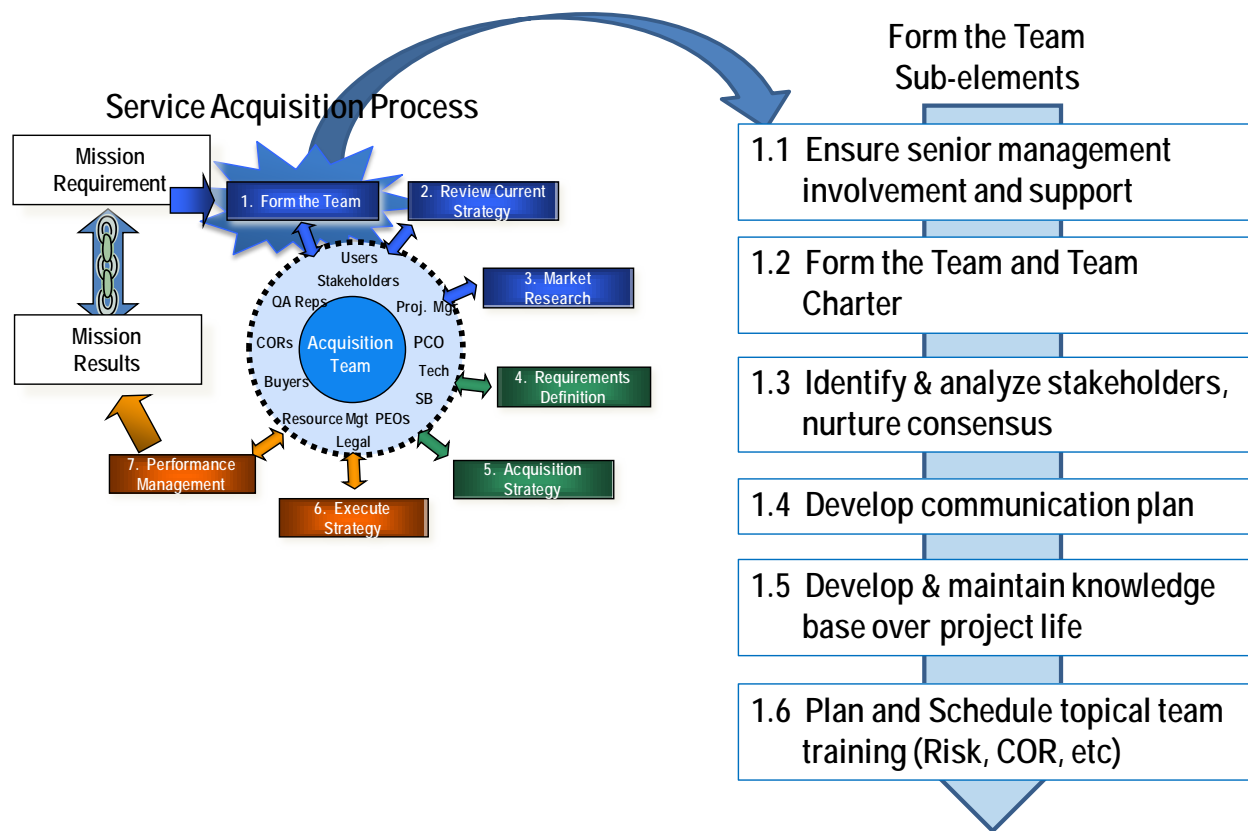 Service Acquisition Process
Mission
Requirement
Mission
Results
1. Form the Team
2. Review Current
Strategy
3. Market
Research
4. Requirements
Definition
5. Acquisition
Strategy
6. Execute
Strategy
7. Performance
Management
Users
Stakeholders
QA Reps
Proj. Mgr
CORs
PCO
Acquisition
Team
Tech
Buyers
SB
Resource Mgt
PEOs
Legal
Form the Team
Sub-elements
1.1 Ensure senior management
involvement and support
1.2 Form the Team and Team
Charter
1.3 Identify & analyze stakeholders,
nurture consensus
1.4 Develop communication plan
1.5 Develop & maintain knowledge
base over project life
1.6 Plan and Schedule topical team
training (Risk, COR, etc)